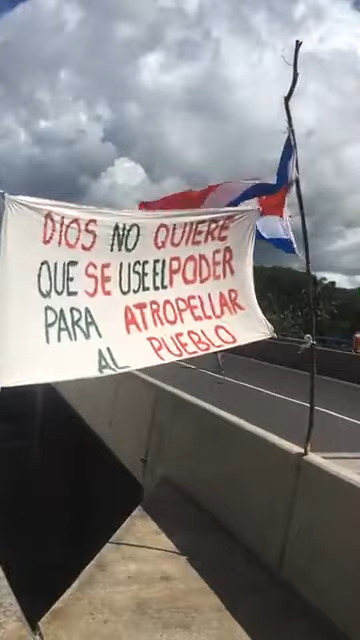 DIOS NO QUIERE
QUE SE USE EL PODER
PARA ATROPELLAR
AL PUEBLO